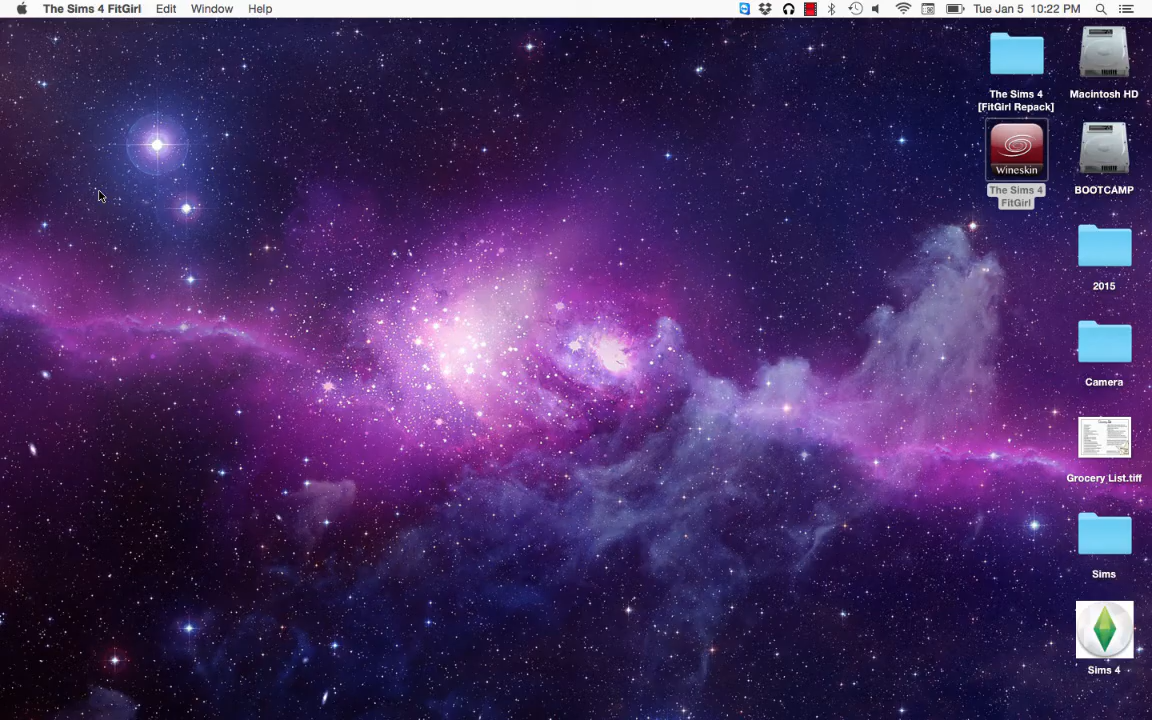 The Sims 4 FitGirl Edit Window Help Tue Jan 5 10:22 PM
The Sims 4
[FitGirl Repack]
Macintosh HD
Wineskin
The Sims 4
FitGirl
BOOTCAMP
2015
Camera
Grocery List.tiff
Sims
Sims 4